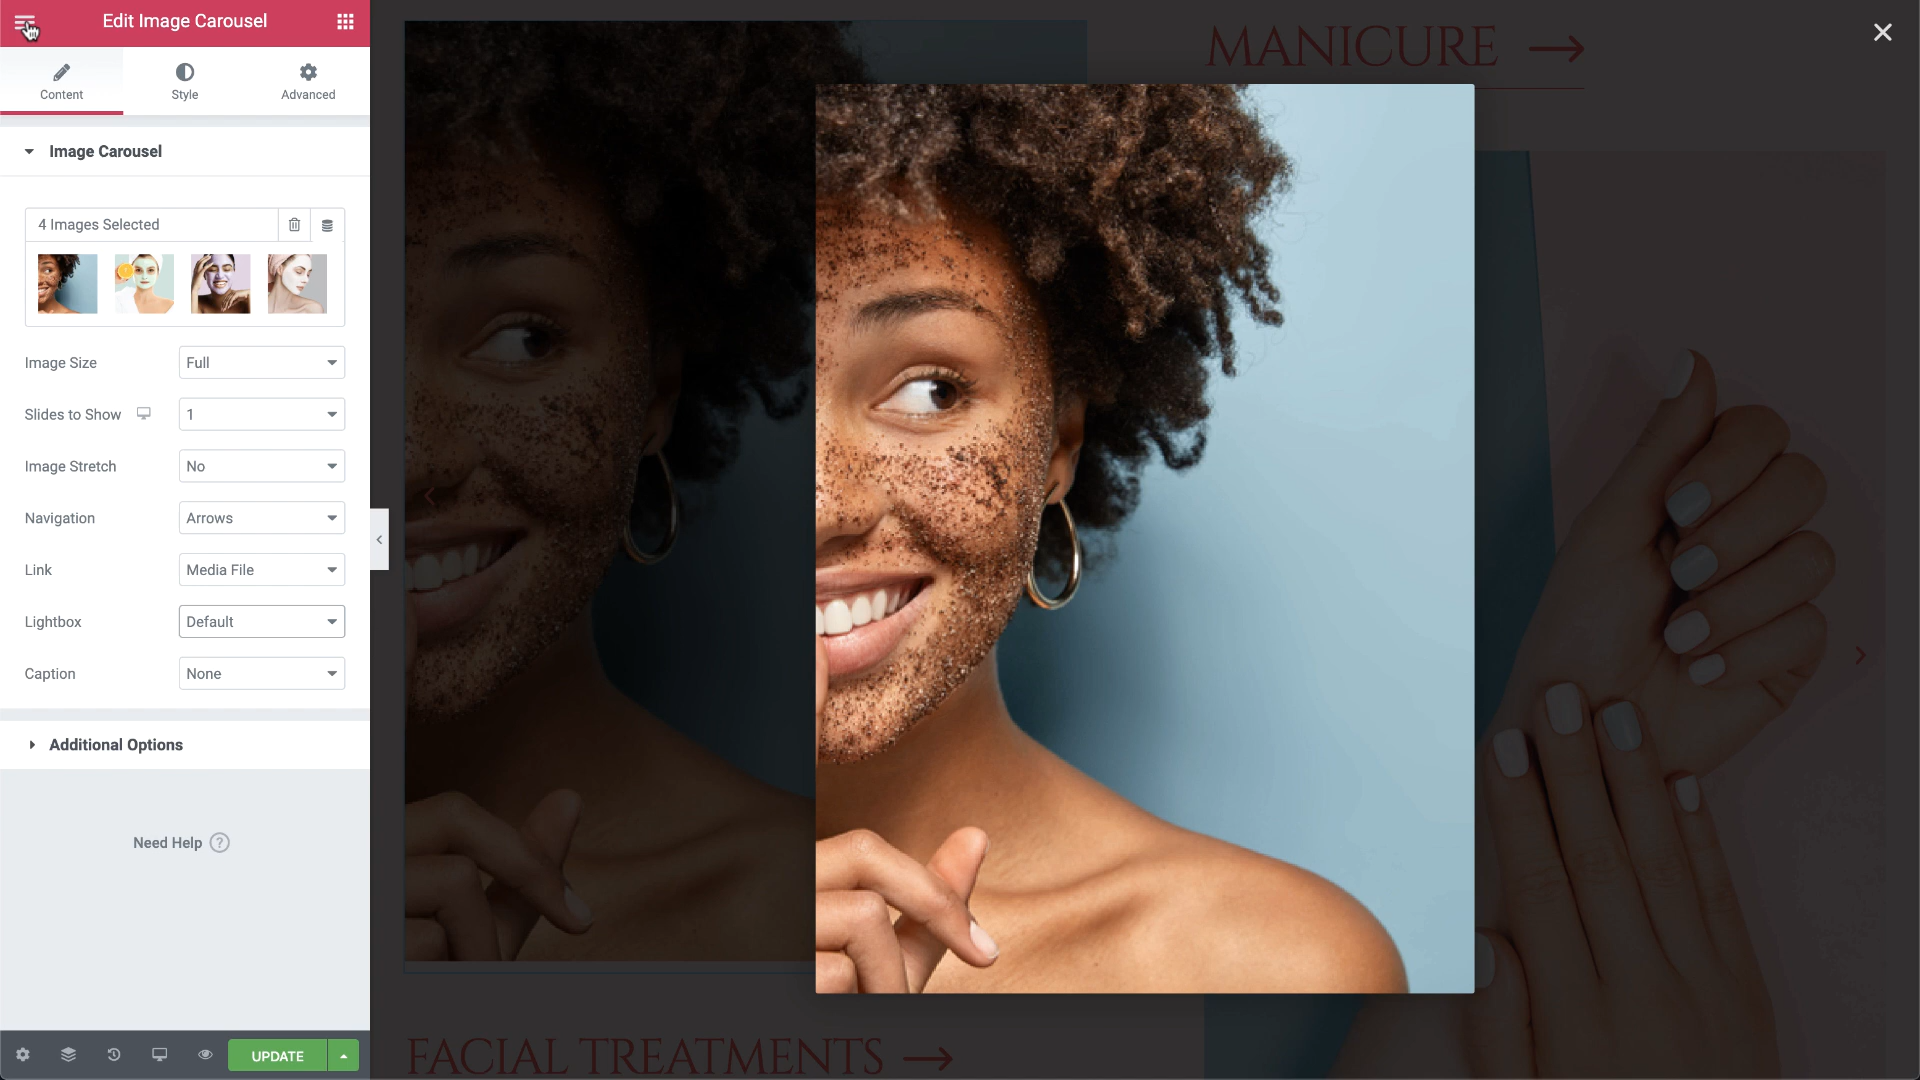 Edit Image Carousel
Content
Style
Advanced
Image Carousel
4 Images Selected
Image Size
Full
Slides to Show
1
Image Stretch
No
Navigation
Arrows
Link
Media File
Lightbox
Default
Caption
None
Additional Options
Need Help ?
UPDATE
MANICURE →
FACIAL TREATMENTS →